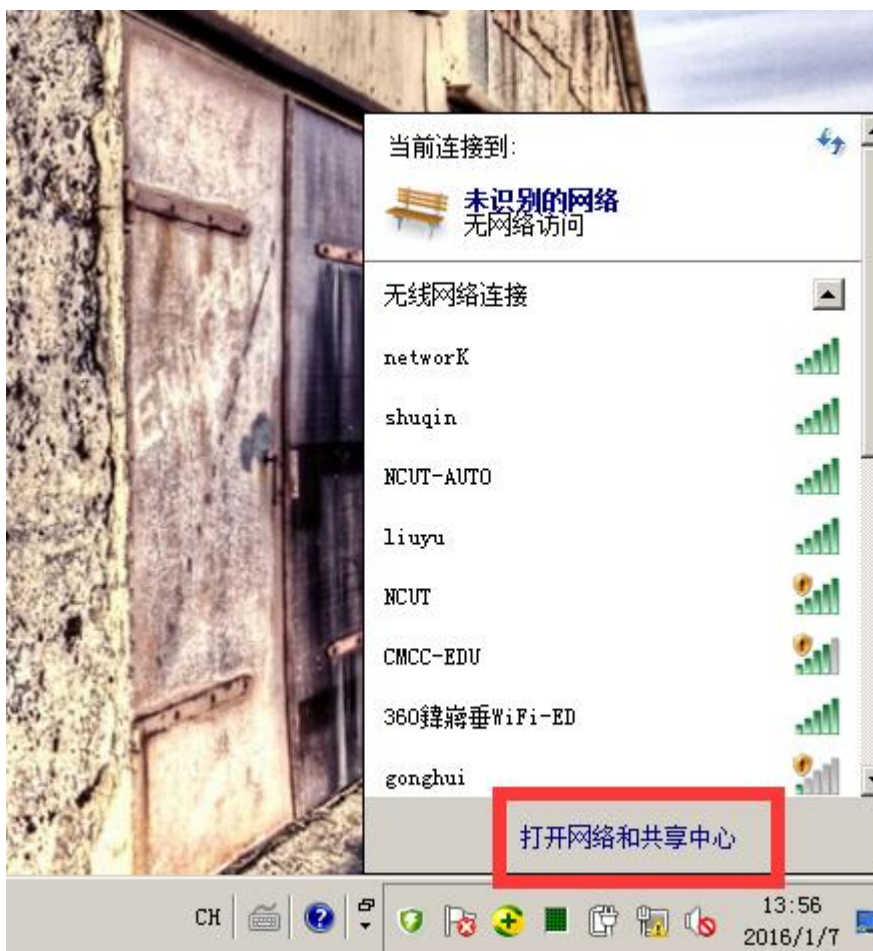 当前连接到:
未识别的网络
无网络访问
无线网络连接
networK
shuqin
NCUT-AUTO
liuyu
NCUT
CMCC-EDU
360鍏嶈垂WiFi-ED
gonghui
打开网络和共享中心
CH
13:56
2016/1/7